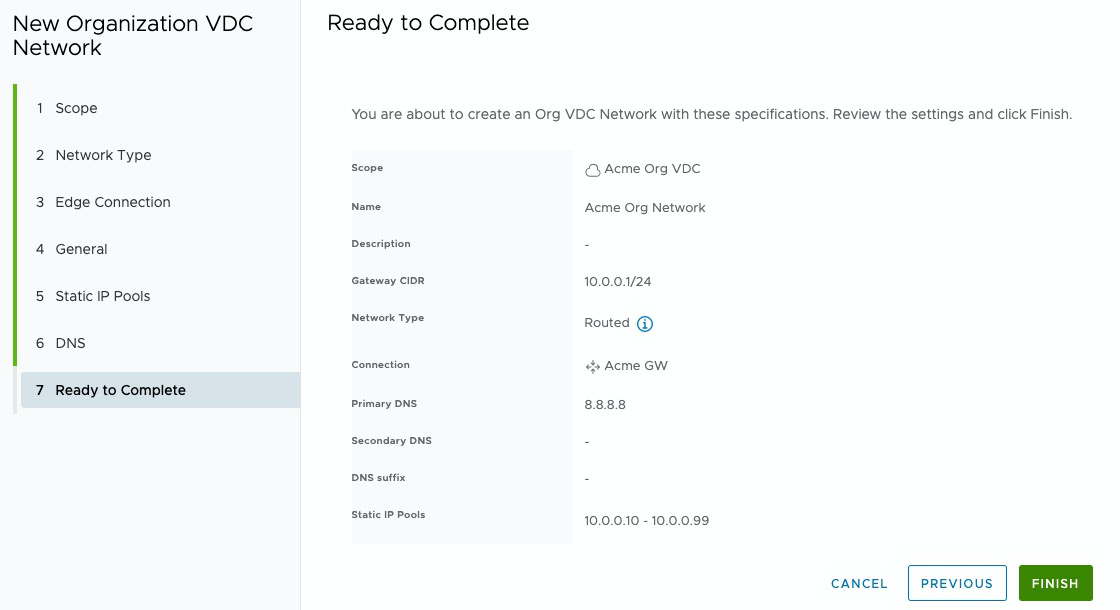 New Organization VDC
Network
1 Scope
2 Network Type
3 Edge Connection
4 General
5 Static IP Pools
6 DNS
7 Ready to Complete
Ready to Complete
You are about to create an Org VDC Network with these specifications. Review the settings and click Finish.
Scope Acme Org VDC
Name Acme Org Network
Description -
Gateway CIDR 10.0.0.1/24
Network Type Routed
Connection Acme GW
Primary DNS 8.8.8.8
Secondary DNS -
DNS suffix -
Static IP Pools 10.0.0.10 - 10.0.0.99
CANCEL PREVIOUS FINISH